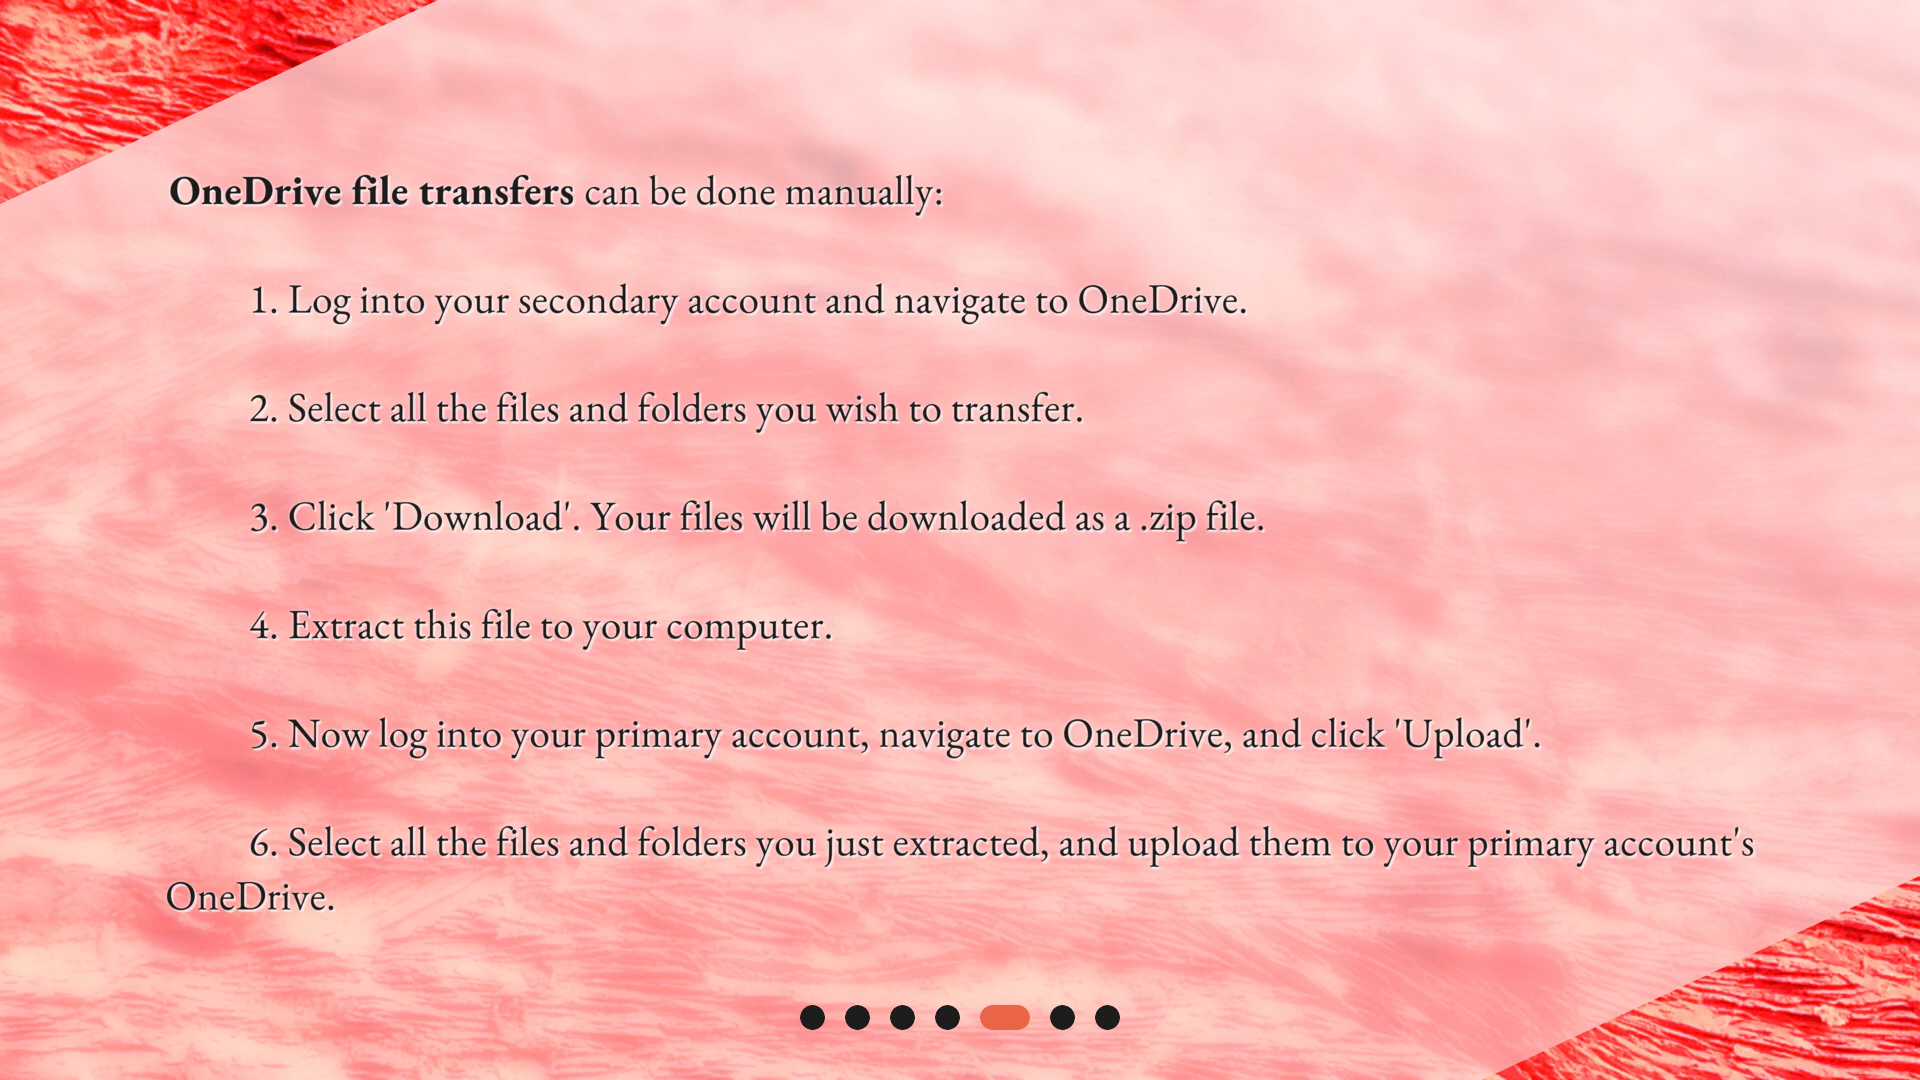 OneDrive file transfers can be done manually:
1. Log into your secondary account and navigate to OneDrive.
2. Select all the files and folders you wish to transfer.
3. Click 'Download'. Your files will be downloaded as a .zip file.
4. Extract this file to your computer.
5. Now log into your primary account, navigate to OneDrive, and click 'Upload'.
6. Select all the files and folders you just extracted, and upload them to your primary account's
OneDrive.